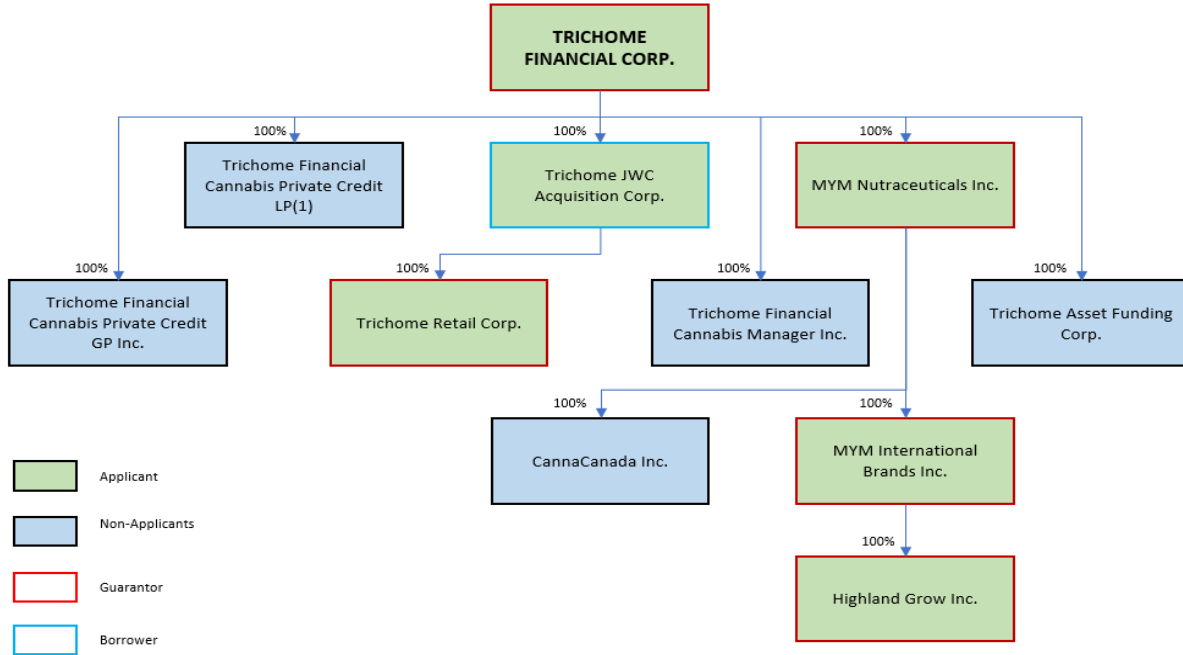 TRICHOME
FINANCIAL CORP.
100%
100%
100%
Trichome Financial
Cannabis Private Credit
LP(1)
Trichome JWC
Acquisition Corp.
MYM Nutraceuticals Inc.
100%
100%
100%
100%
Trichome Financial
Cannabis Private Credit
GP Inc.
Trichome Retail Corp.
Trichome Financial
Cannabis Manager Inc.
Trichome Asset Funding
Corp.
100%
100%
CannaCanada Inc.
MYM International
Brands Inc.
100%
Highland Grow Inc.
Applicant
Non-Applicants
Guarantor
Borrower